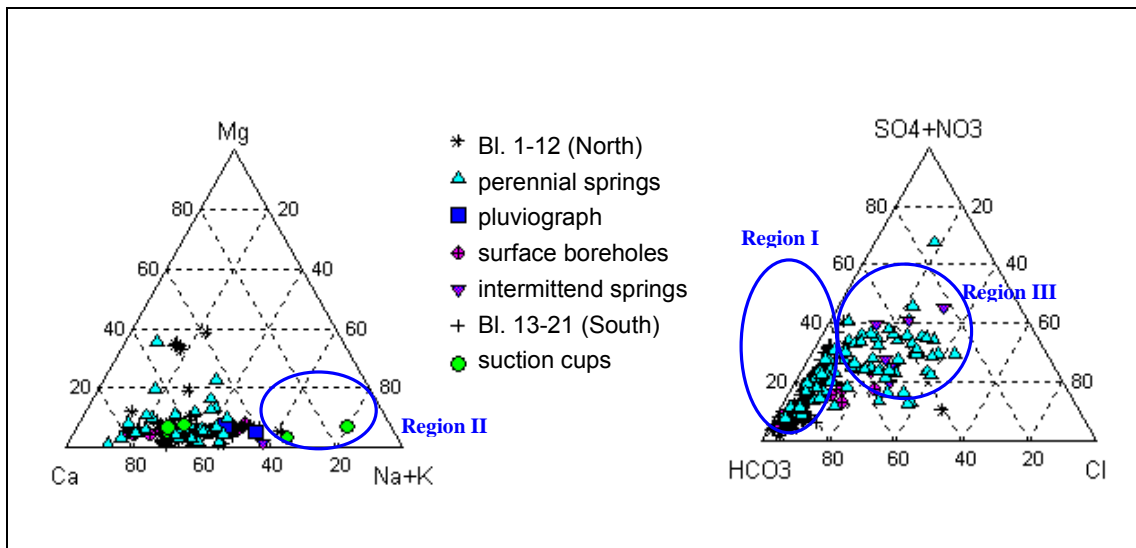 Mg
80 20
60 40
40 60
20 80
Region II
80 60 40 20
Ca Na+K
Bl. 1-12 (North)
perennial springs
pluviograph
surface boreholes
intermittend springs
Bl. 13-21 (South)
suction cups
SO4+NO3
80 20
Region I
60 40
Region III
40 60
20 80
80 60 40 20
HCO3 Cl